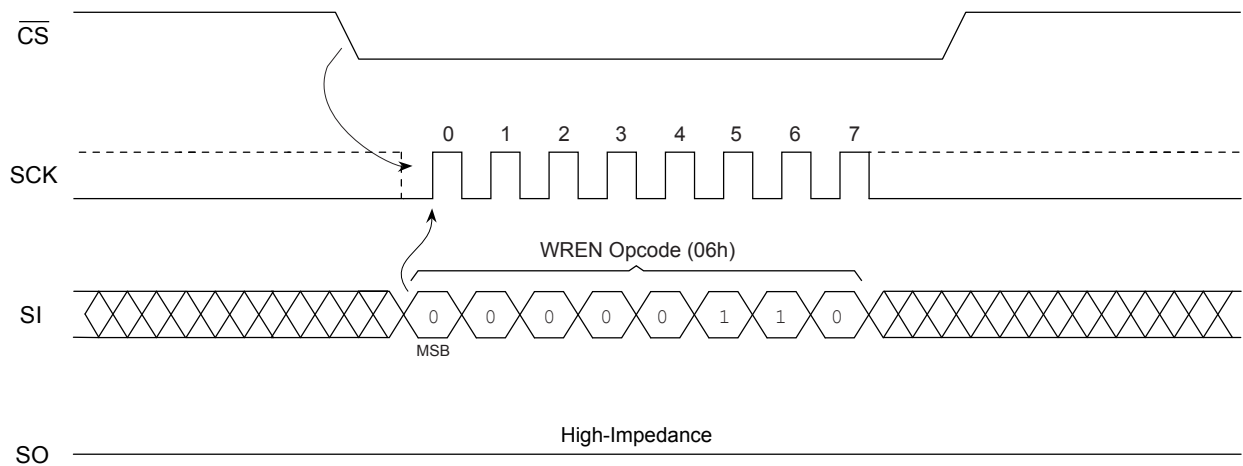 C̅S̅
0 1 2 3 4 5 6 7
SCK
WREN Opcode (06h)
SI
0 0 0 0 0 1 1 0
MSB
High-Impedance
SO